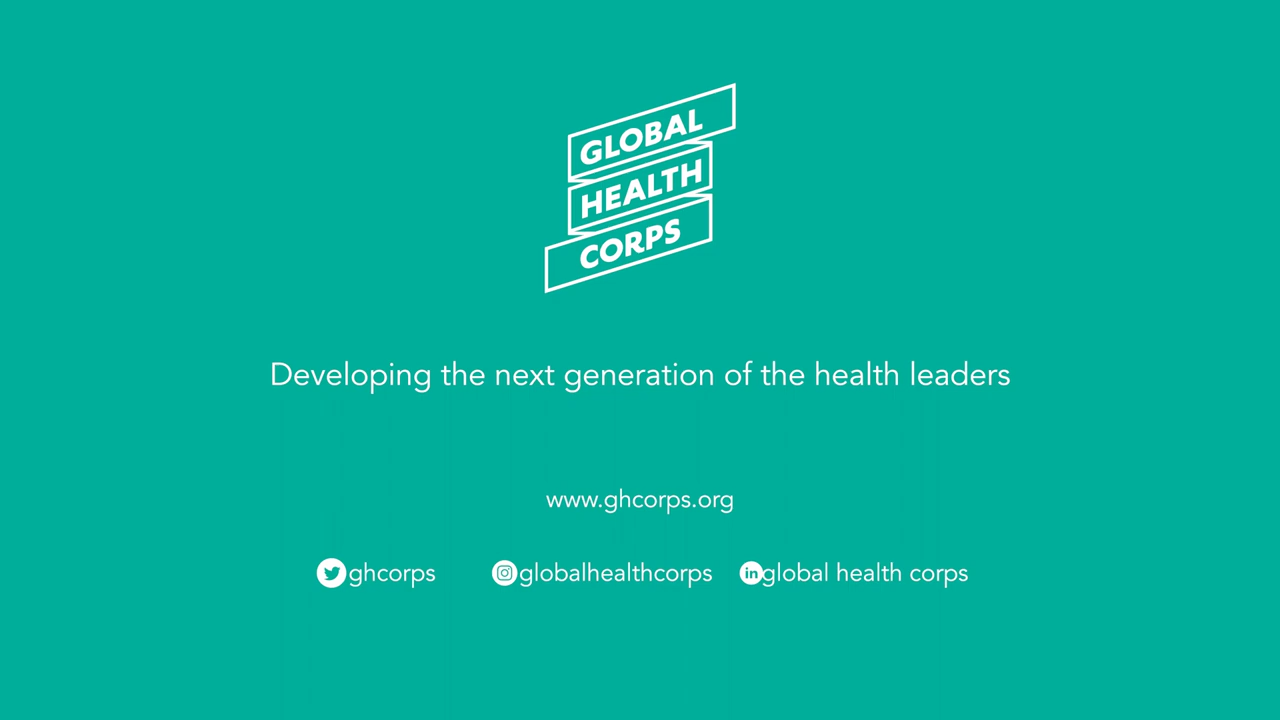 GLOBAL
HEALTH
CORPS
Developing the next generation of the health leaders
www.ghcorps.org
ghcorps globalhealthcorps in global health corps